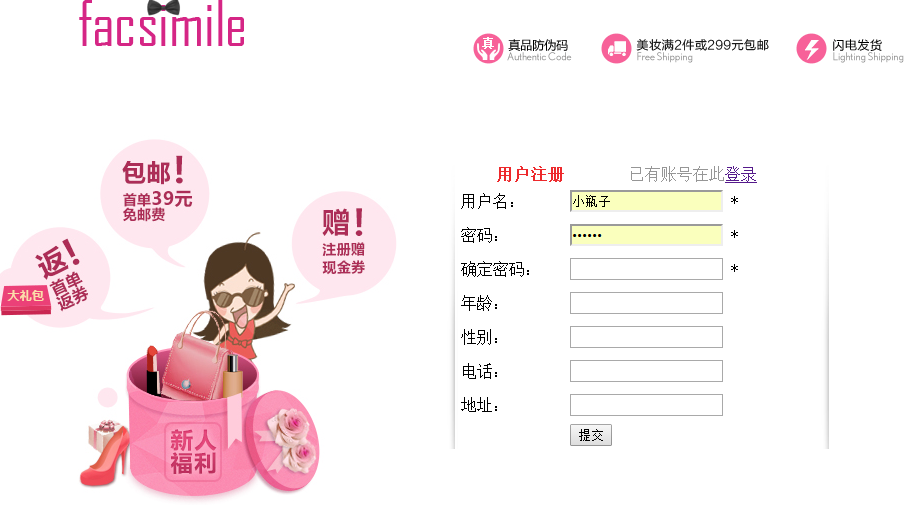 facsimile
真
真品防伪码
Authentic Code
美妆满2件或299元包邮
Free Shipping
闪电发货
Lighting Shipping
包邮！
首单39元
免邮费
赠！
注册赠
现金券
返！
首单
返券
大礼包
新人
福利
用户注册 已有账号在此登录
用户名： 小瓶子 *
密码： •••••• *
确定密码： *
年龄：
性别：
电话：
地址：
提交